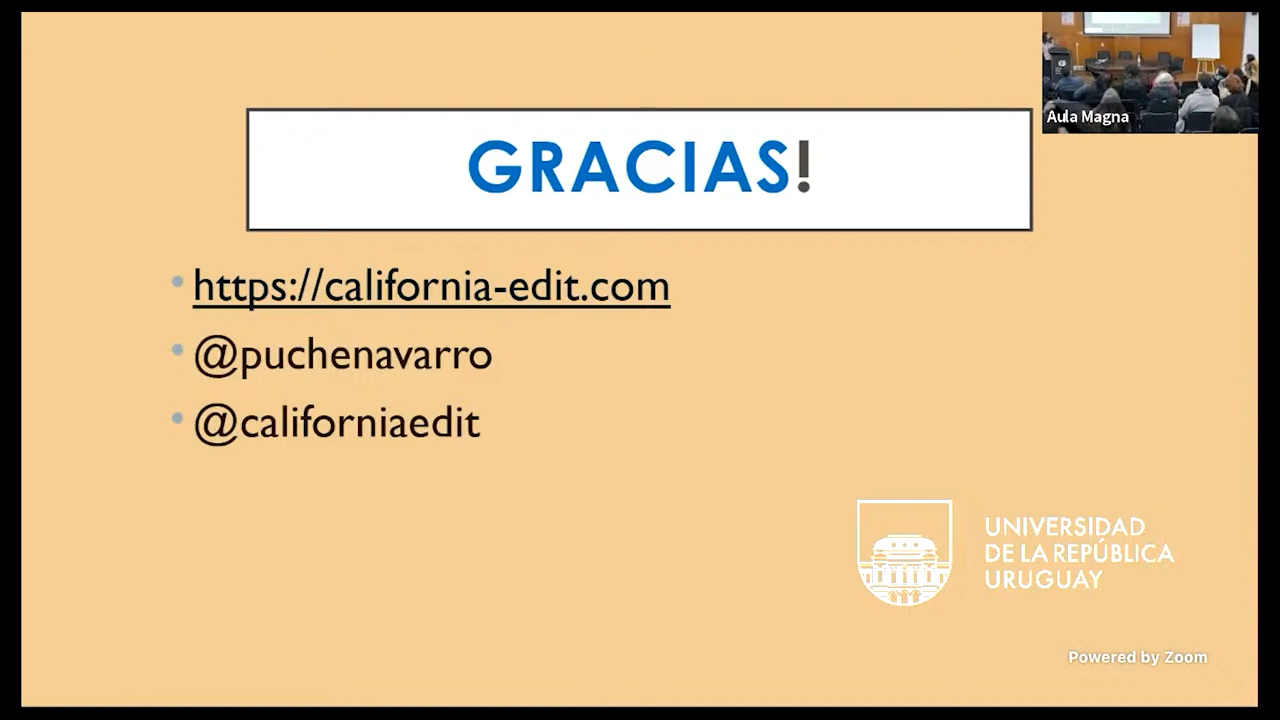 Aula Magna
GRACIAS!
https://california-edit.com
@puchenavarro
@californiaedit
UNIVERSIDAD
DE LA REPÚBLICA
URUGUAY
Powered by Zoom